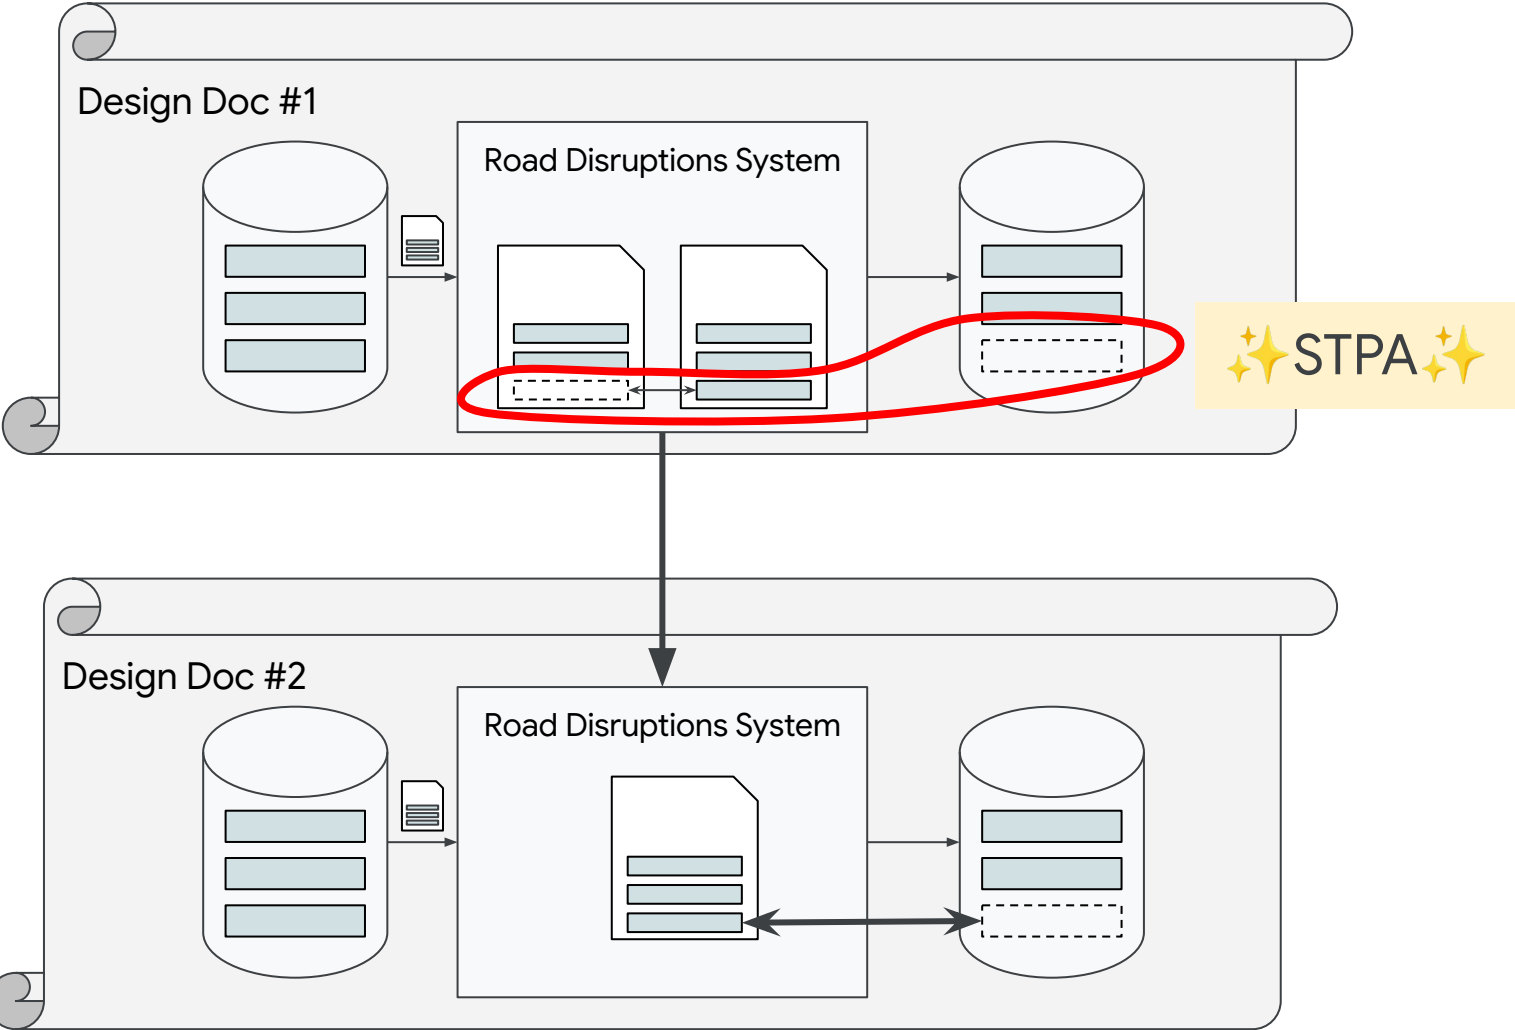 Design Doc #1
Road Disruptions System
✨STPA✨
Design Doc #2
Road Disruptions System